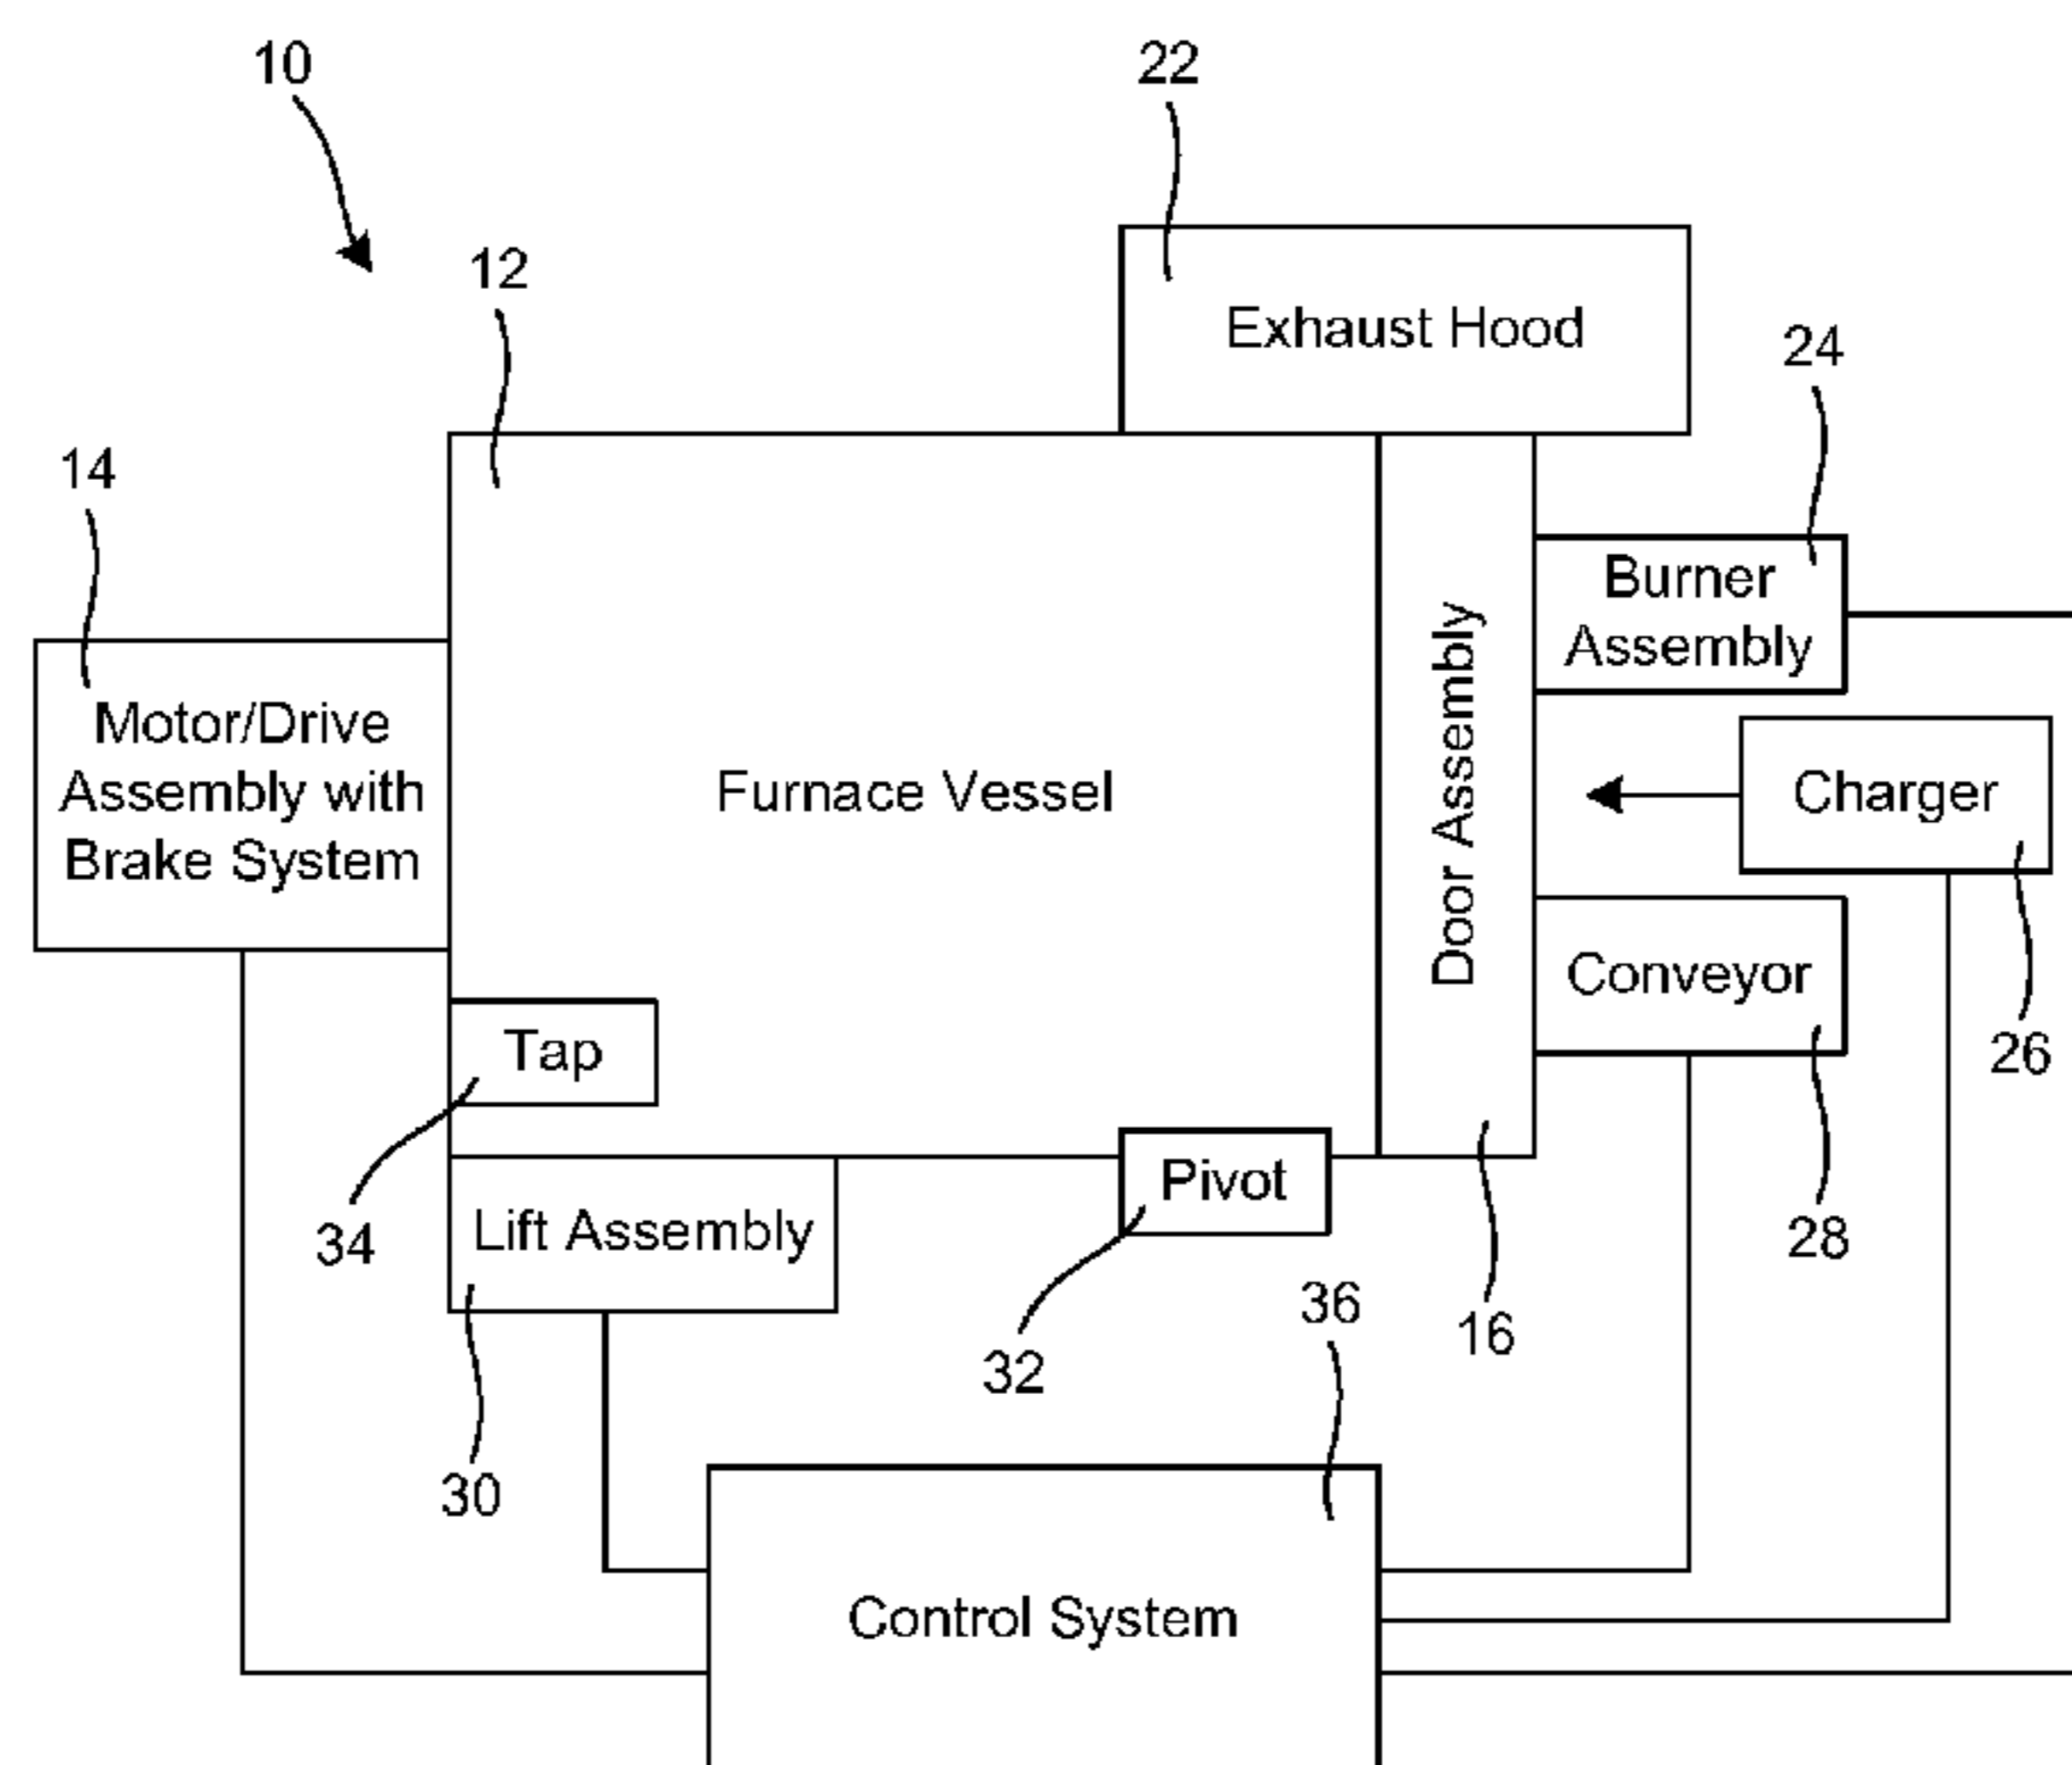 10
22
12
Exhaust Hood
24
14
Burner
Assembly
Motor/Drive
Assembly with
Brake System
Furnace Vessel
Door Assembly
Charger
Conveyor
Tap
26
Pivot
34
Lift Assembly
28
36
16
32
30
Control System